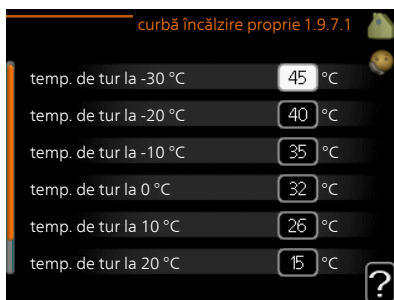 curbă încălzire proprie 1.9.7.1
temp. de tur la -30 °C 45 °C
temp. de tur la -20 °C 40 °C
temp. de tur la -10 °C 35 °C
temp. de tur la 0 °C 32 °C
temp. de tur la 10 °C 26 °C
temp. de tur la 20 °C 15 °C
?